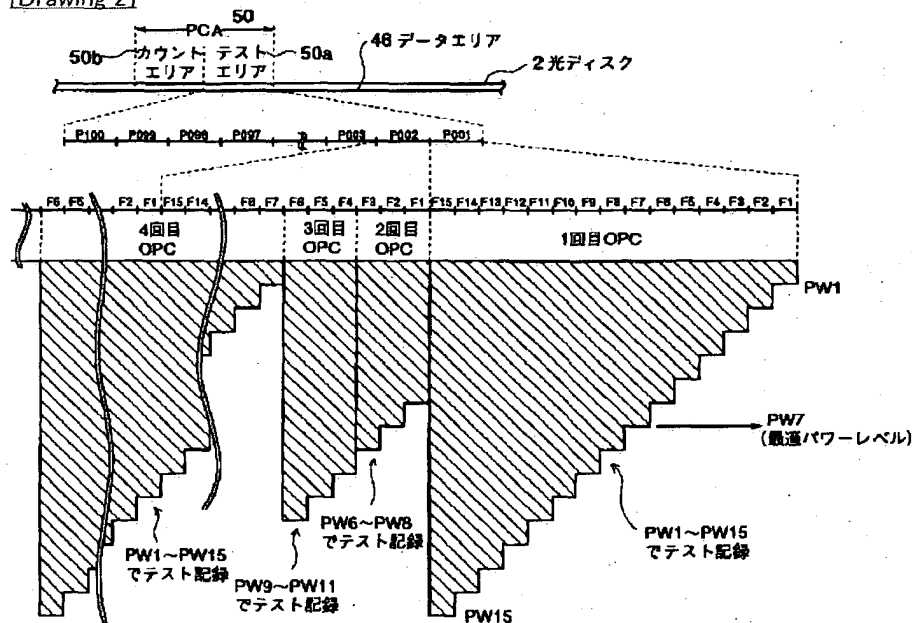 [Drawing 2]
PCA 50
50b カウント テスト 50a
エリア エリア
46 データエリア
2 光ディスク
P100 P099 P098 P097 P003 P002 P001
F6 F5 F2 F1 F15 F14 F8 F7 F6 F5 F4 F3 F2 F1 F15 F14 F13 F12 F11 F10 F9 F8 F7 F6 F5 F4 F3 F2 F1
4回目 3回目 2回目 1回目OPC
OPC OPC OPC
PW1
PW7
(最適パワーレベル)
PW6〜PW8
でテスト記録
PW1〜PW15
でテスト記録
PW1〜PW15
でテスト記録
PW9〜PW11
でテスト記録
PW15